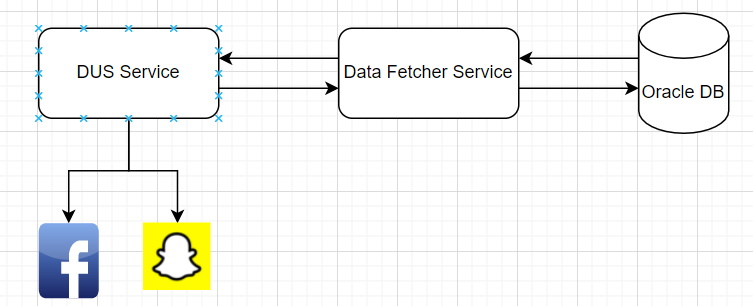 DUS Service
Data Fetcher Service
Oracle DB
f